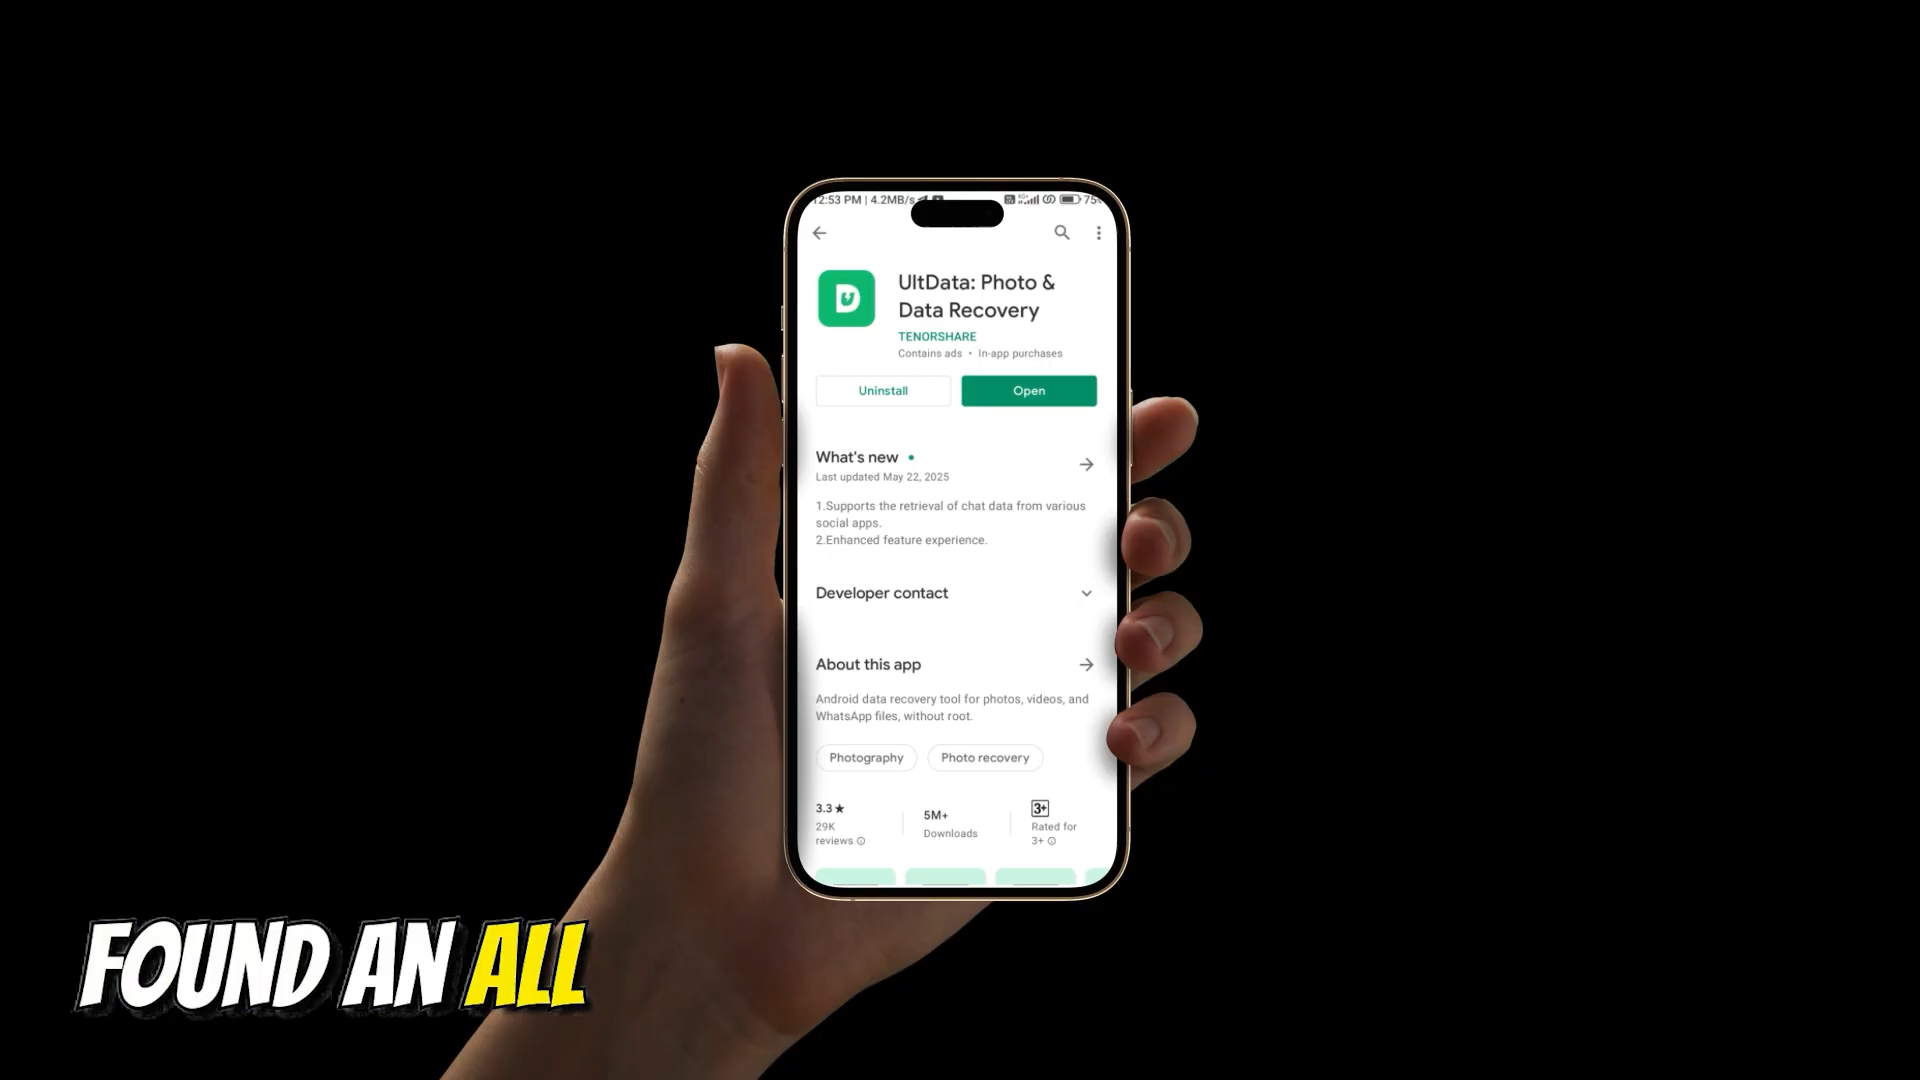 12:53 PM | 4.2MB/s
75%
UltData: Photo &
Data Recovery
TENORSHARE
Contains ads • In-app purchases
Uninstall
Open
What's new •
Last updated May 22, 2025
1.Supports the retrieval of chat data from various
social apps.
2.Enhanced feature experience.
Developer contact
About this app
Android data recovery tool for photos, videos, and
WhatsApp files, without root.
Photography
Photo recovery
3.3★
29K
reviews
5M+
Downloads
3+
Rated for
3+
FOUND AN ALL